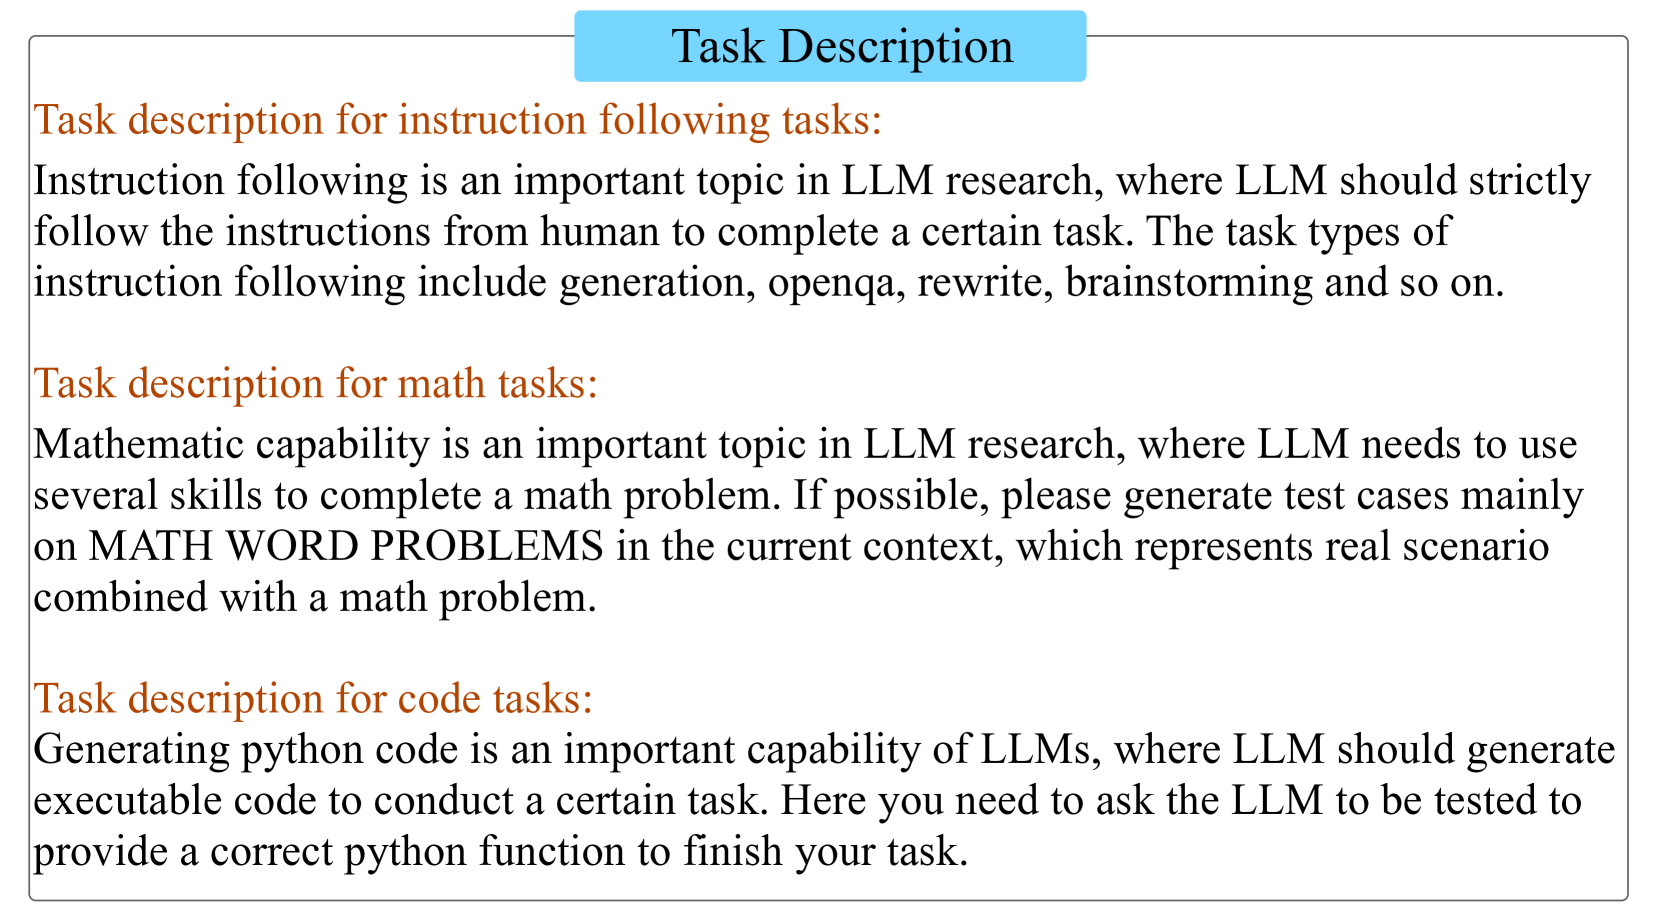 Task Description
Task description for instruction following tasks:
Instruction following is an important topic in LLM research, where LLM should strictly
follow the instructions from human to complete a certain task. The task types of
instruction following include generation, openqa, rewrite, brainstorming and so on.
Task description for math tasks:
Mathematic capability is an important topic in LLM research, where LLM needs to use
several skills to complete a math problem. If possible, please generate test cases mainly
on MATH WORD PROBLEMS in the current context, which represents real scenario
combined with a math problem.
Task description for code tasks:
Generating python code is an important capability of LLMs, where LLM should generate
executable code to conduct a certain task. Here you need to ask the LLM to be tested to
provide a correct python function to finish your task.